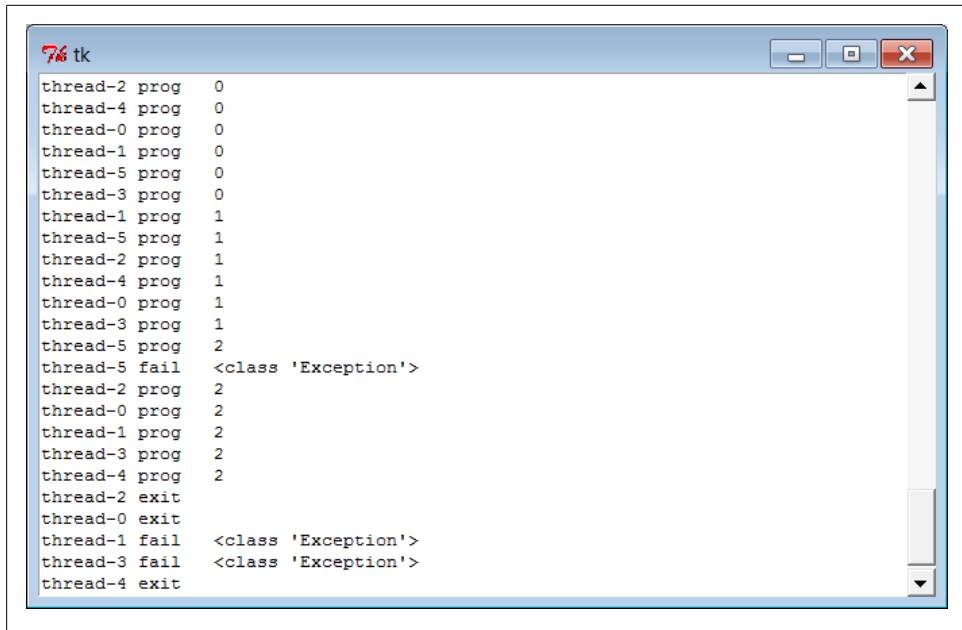 tk
thread-2 prog   0
thread-4 prog   0
thread-0 prog   0
thread-1 prog   0
thread-5 prog   0
thread-3 prog   0
thread-1 prog   1
thread-5 prog   1
thread-2 prog   1
thread-4 prog   1
thread-0 prog   1
thread-3 prog   1
thread-5 prog   2
thread-5 fail   <class 'Exception'>
thread-2 prog   2
thread-0 prog   2
thread-1 prog   2
thread-3 prog   2
thread-4 prog   2
thread-2 exit
thread-0 exit
thread-1 fail   <class 'Exception'>
thread-3 fail   <class 'Exception'>
thread-4 exit